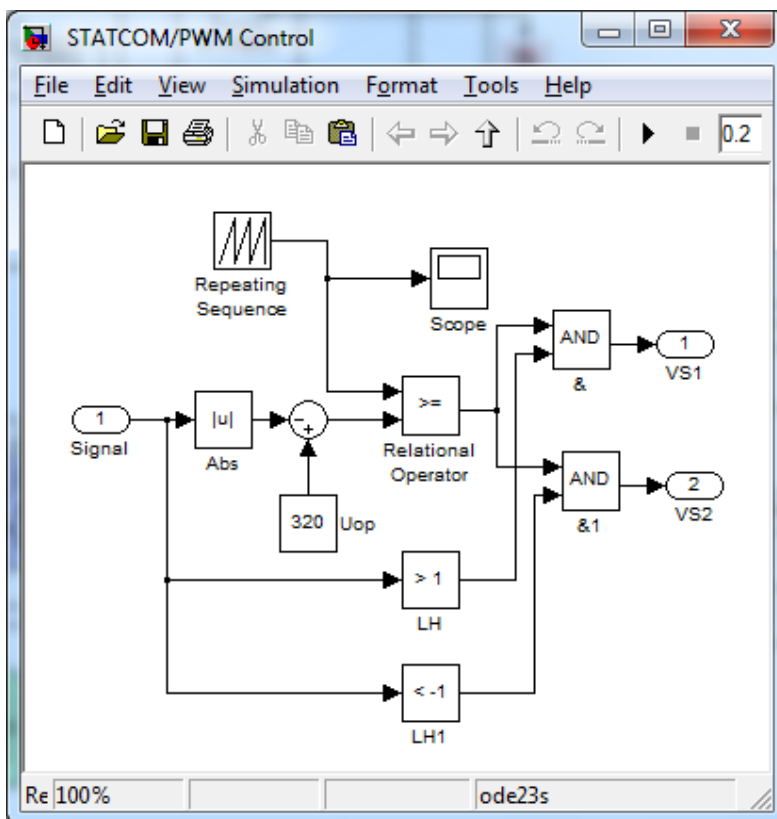 STATCOM/PWM Control
File Edit View Simulation Format Tools Help
0.2
Repeating
Sequence
Scope
AND
&
1
VS1
>=
Relational
Operator
1
Signal
|u|
Abs
-
+
320
Uop
AND
&1
2
VS2
> 1
LH
< -1
LH1
Re 100%
ode23s